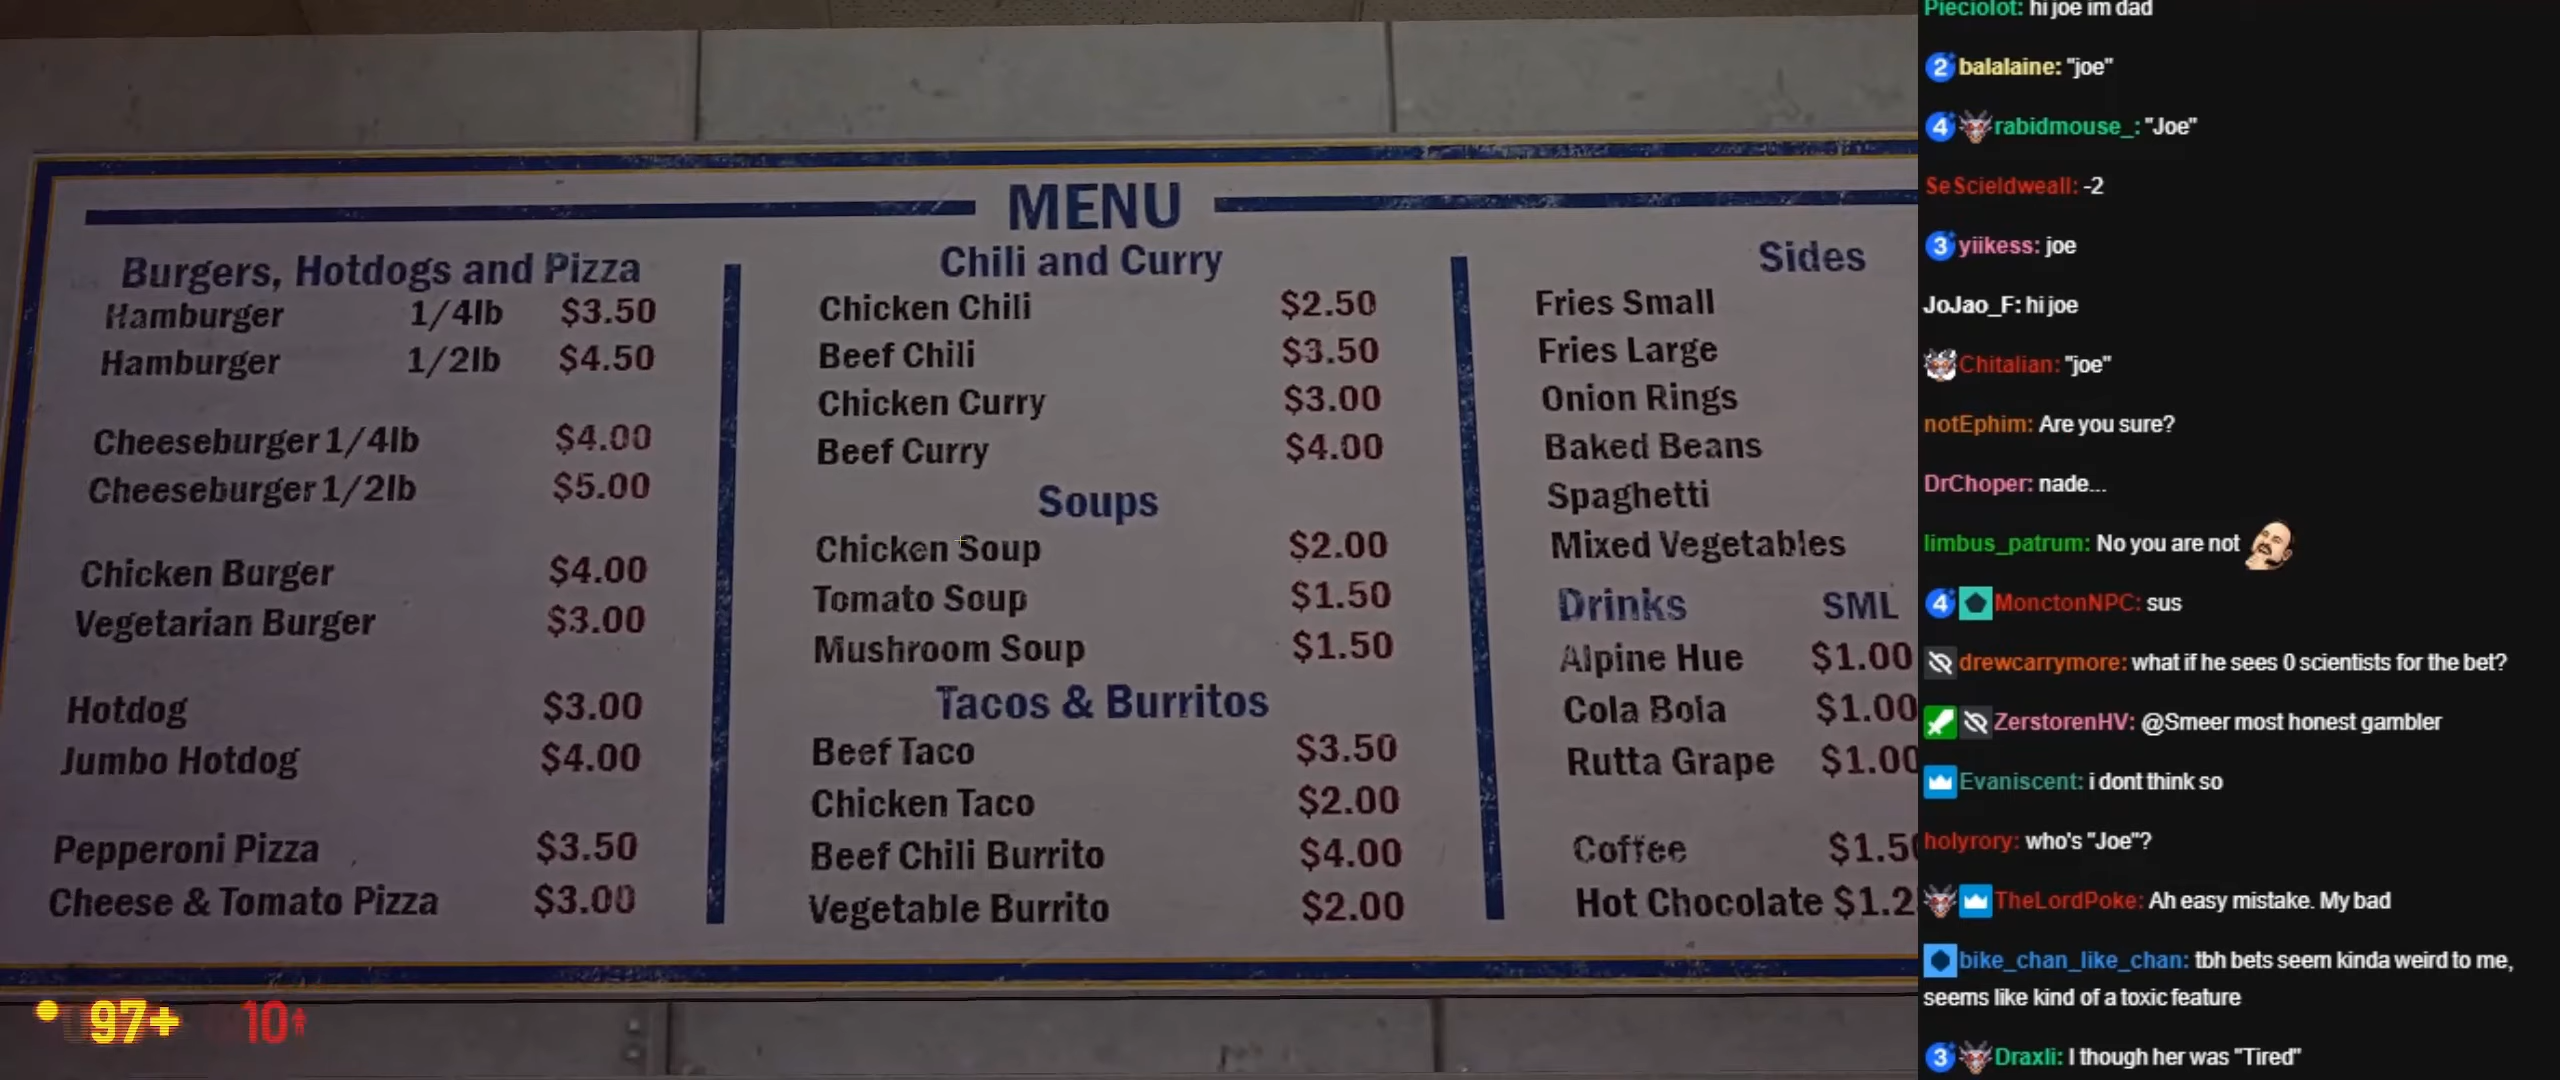 MENU
Burgers, Hotdogs and Pizza
Hamburger 1/4lb $3.50
Hamburger 1/2lb $4.50
Cheeseburger 1/4lb $4.00
Cheeseburger 1/2lb $5.00
Chicken Burger $4.00
Vegetarian Burger $3.00
Hotdog $3.00
Jumbo Hotdog $4.00
Pepperoni Pizza $3.50
Cheese & Tomato Pizza $3.00
Chili and Curry
Chicken Chili $2.50
Beef Chili $3.50
Chicken Curry $3.00
Beef Curry $4.00
Soups
Chicken Soup $2.00
Tomato Soup $1.50
Mushroom Soup $1.50
Tacos & Burritos
Beef Taco $3.50
Chicken Taco $2.00
Beef Chili Burrito $4.00
Vegetable Burrito $2.00
Sides
Fries Small
Fries Large
Onion Rings
Baked Beans
Spaghetti
Mixed Vegetables
Drinks SML
Alpine Hue $1.00
Cola Bola $1.00
Rutta Grape $1.00
Coffee $1.50
Hot Chocolate $1.2
97+ 10
Pieciolot: hi joe im dad
2 balalaine: "joe"
4 rabidmouse_: "Joe"
SeScieldweall: -2
3 yiikess: joe
JoJao_F: hi joe
Chitalian: "joe"
notEphim: Are you sure?
DrChoper: nade...
limbus_patrum: No you are not
4 MonctonNPC: sus
drewcarrymore: what if he sees 0 scientists for the bet?
ZerstorenHV: @Smeer most honest gambler
Evaniscent: i dont think so
holyrory: who's "Joe"?
TheLordPoke: Ah easy mistake. My bad
bike_chan_like_chan: tbh bets seem kinda weird to me,
seems like kind of a toxic feature
3 Draxli: I though her was "Tired"